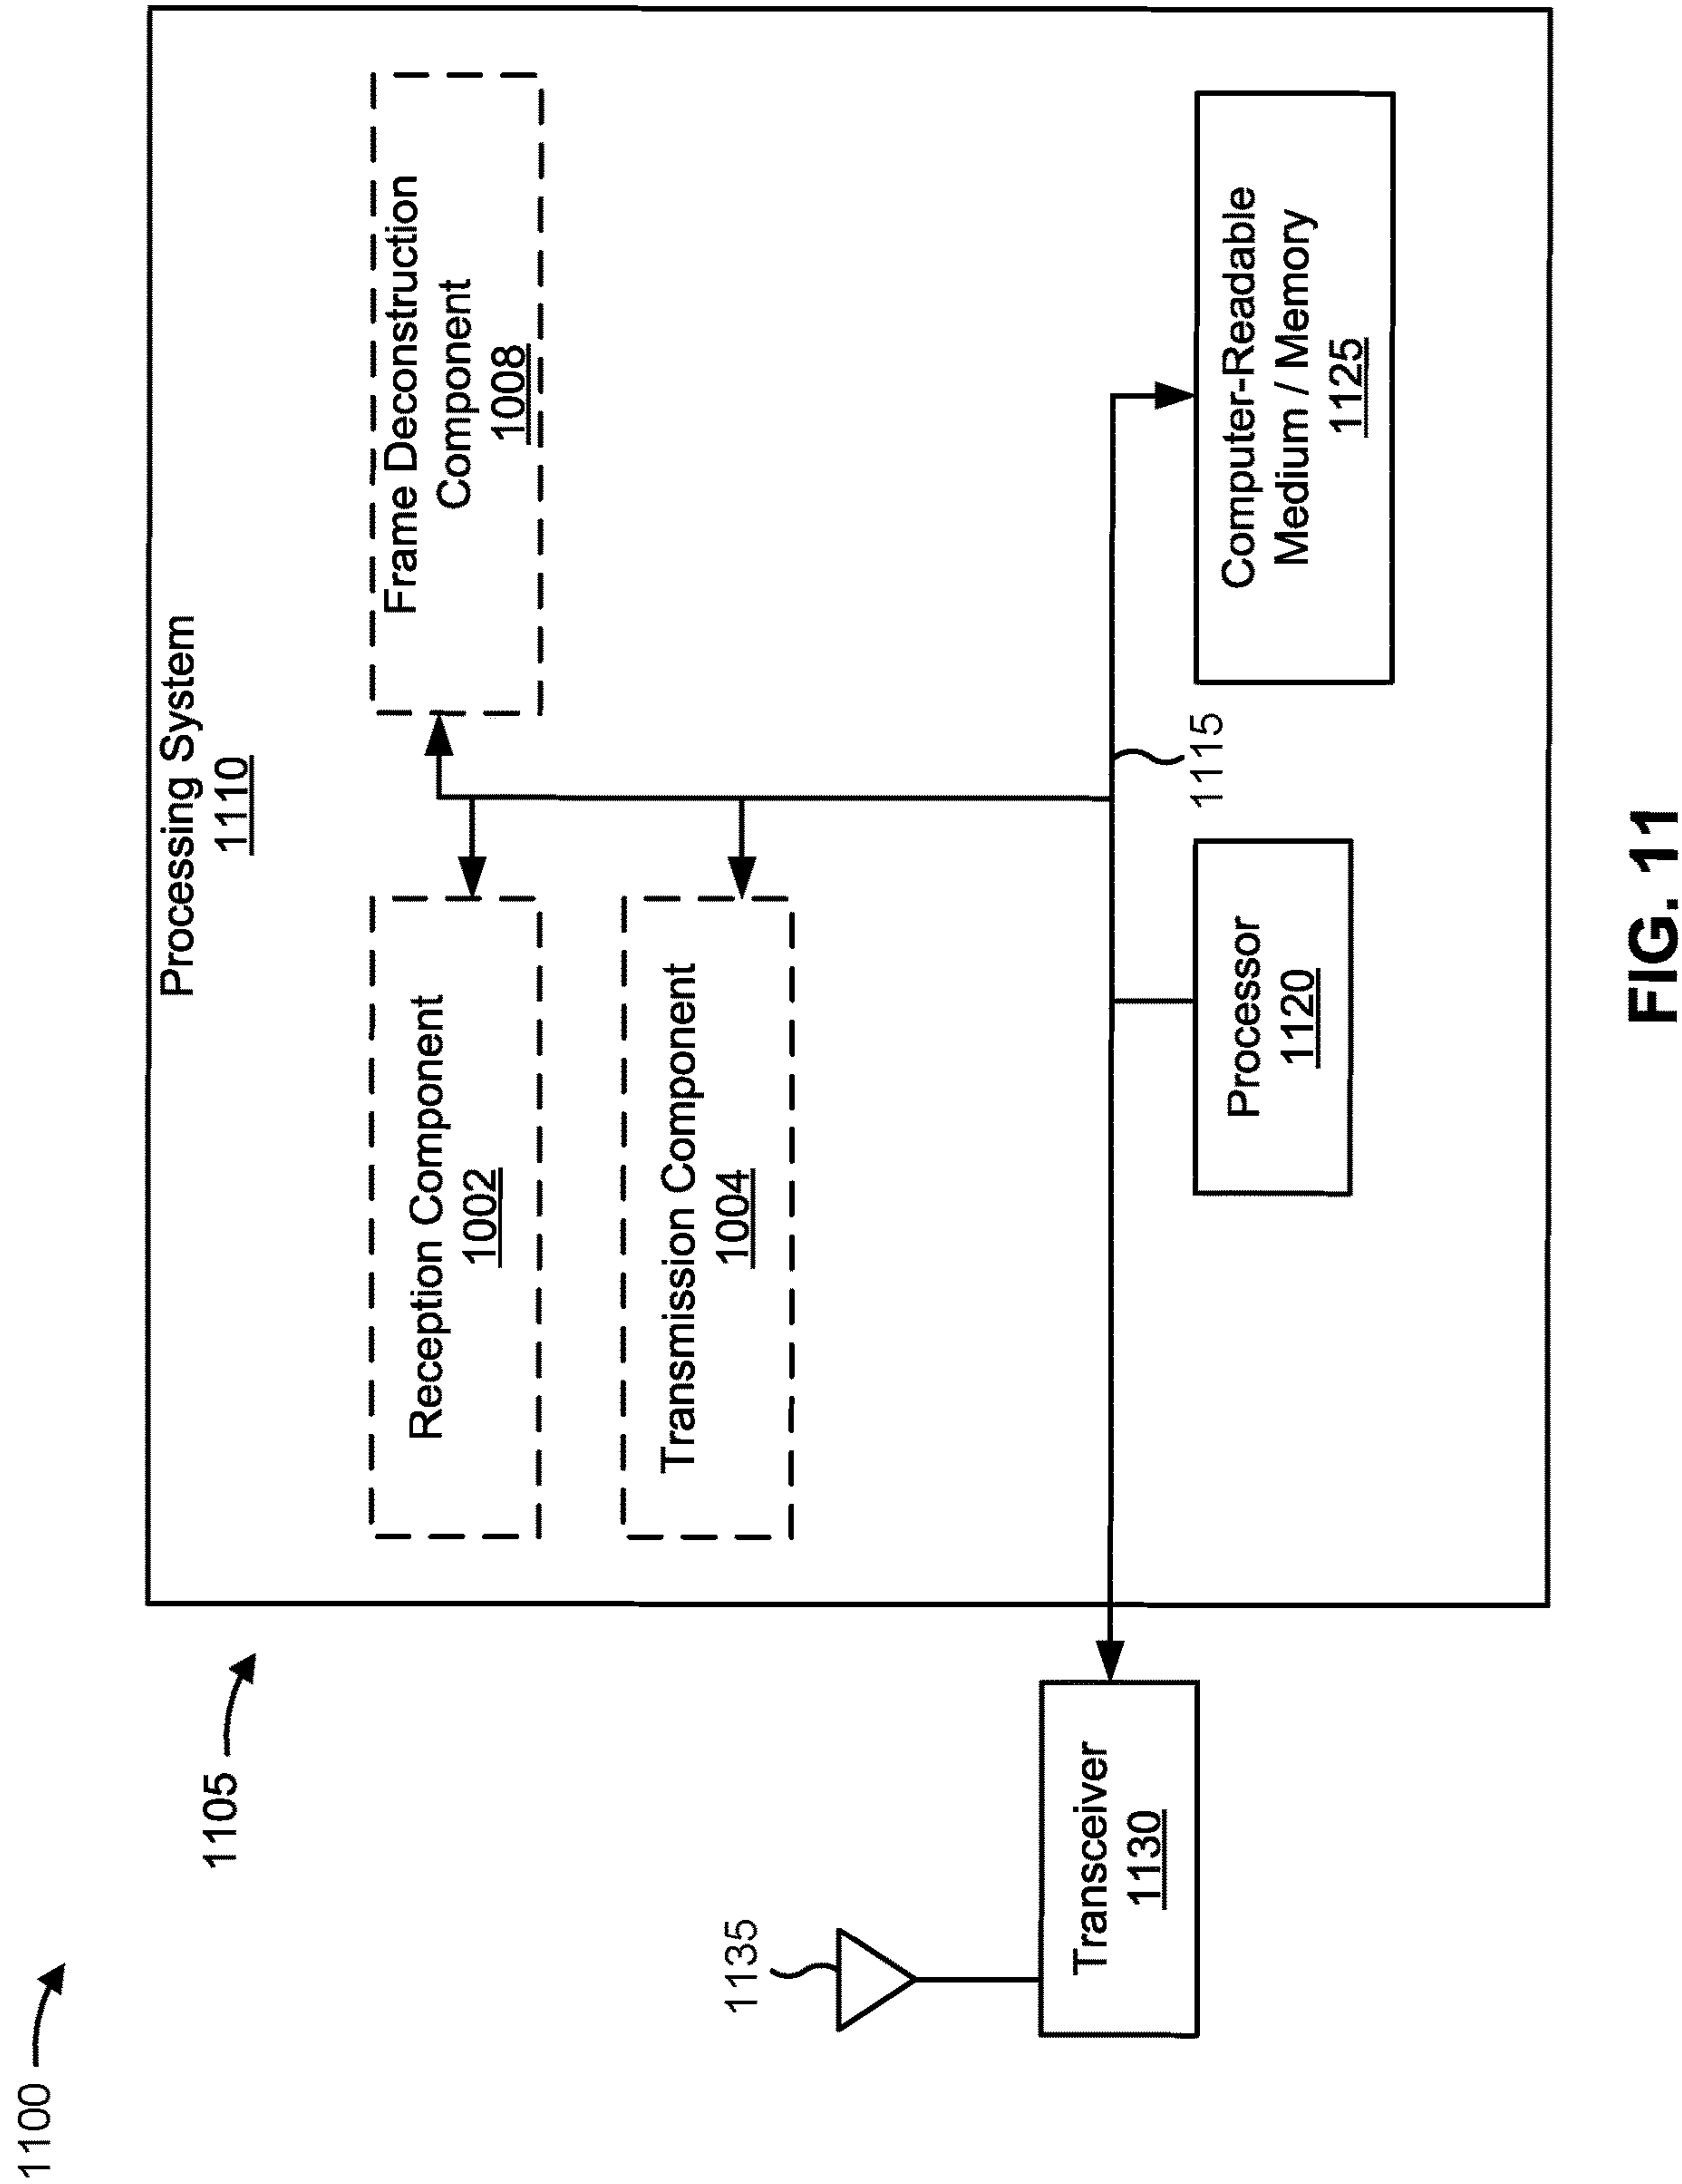 1100
1105
Processing System
1110
Reception Component
1002
Frame Deconstruction
Component
1008
Transmission Component
1004
1135
Transceiver
1130
Processor
1120
1115
Computer-Readable
Medium / Memory
1125
FIG. 11